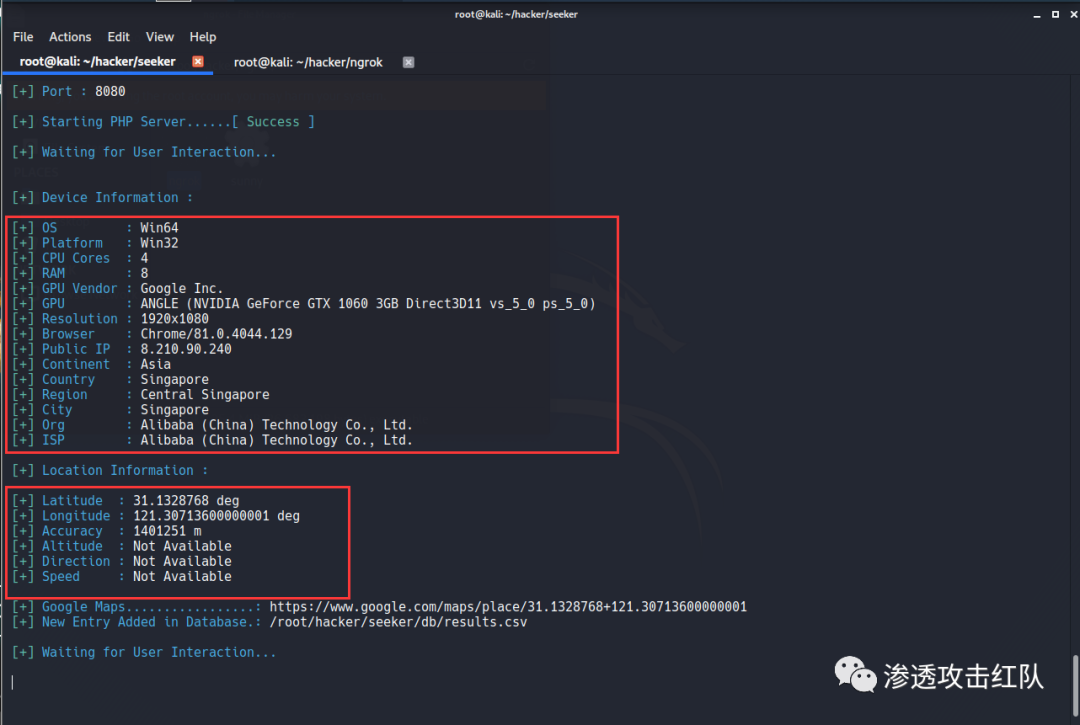 root@kali: ~/hacker/seeker
File Actions Edit View Help
root@kali: ~/hacker/seeker root@kali: ~/hacker/ngrok
[+] Port : 8080
[+] Starting PHP Server......[ Success ]
[+] Waiting for User Interaction...
[+] Device Information :
[+] OS : Win64
[+] Platform : Win32
[+] CPU Cores : 4
[+] RAM : 8
[+] GPU Vendor : Google Inc.
[+] GPU : ANGLE (NVIDIA GeForce GTX 1060 3GB Direct3D11 vs_5_0 ps_5_0)
[+] Resolution : 1920x1080
[+] Browser : Chrome/81.0.4044.129
[+] Public IP : 8.210.90.240
[+] Continent : Asia
[+] Country : Singapore
[+] Region : Central Singapore
[+] City : Singapore
[+] Org : Alibaba (China) Technology Co., Ltd.
[+] ISP : Alibaba (China) Technology Co., Ltd.
[+] Location Information :
[+] Latitude : 31.1328768 deg
[+] Longitude : 121.30713600000001 deg
[+] Accuracy : 1401251 m
[+] Altitude : Not Available
[+] Direction : Not Available
[+] Speed : Not Available
[+] Google Maps.................: https://www.google.com/maps/place/31.1328768+121.30713600000001
[+] New Entry Added in Database.: /root/hacker/seeker/db/results.csv
[+] Waiting for User Interaction...
渗透攻击红队